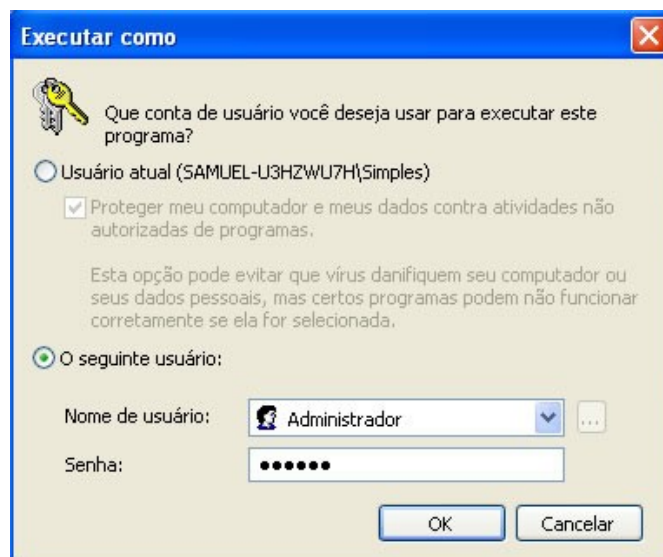 Executar como
Que conta de usuário você deseja usar para executar este
programa?
Usuário atual (SAMUEL-U3HZWU7H\Simples)
Proteger meu computador e meus dados contra atividades não
autorizadas de programas.
Esta opção pode evitar que vírus danifiquem seu computador ou
seus dados pessoais, mas certos programas podem não funcionar
corretamente se ela for selecionada.
O seguinte usuário:
Nome de usuário: Administrador ...
Senha: ●●●●●●
OK Cancelar